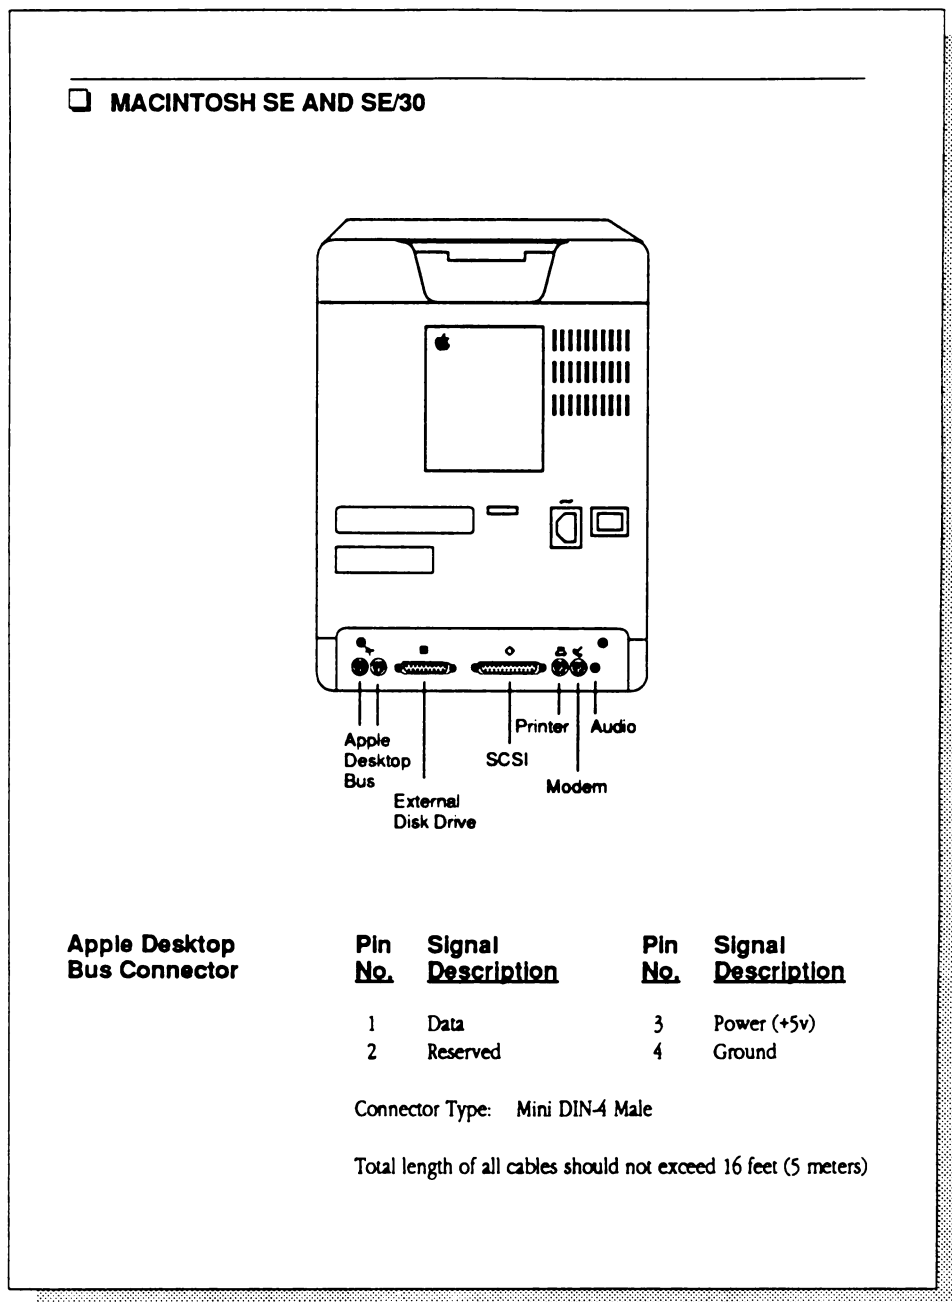 MACINTOSH SE AND SE/30
Printer
Audio
Apple
Desktop
Bus
SCSI
Modem
External
Disk Drive
Apple Desktop
Bus Connector
Pin No. Signal Description Pin No. Signal Description
1 Data 3 Power (+5v)
2 Reserved 4 Ground
Connector Type: Mini DIN-4 Male
Total length of all cables should not exceed 16 feet (5 meters)